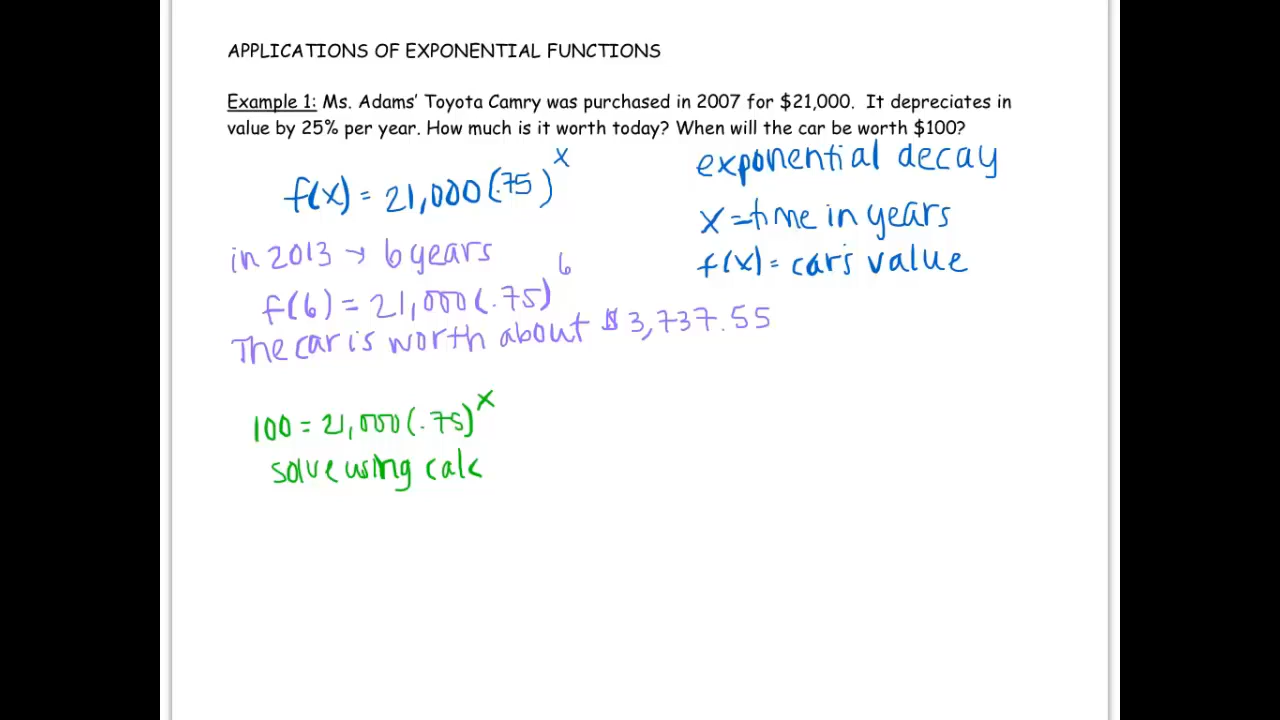 APPLICATIONS OF EXPONENTIAL FUNCTIONS
Example 1: Ms. Adams' Toyota Camry was purchased in 2007 for $21,000. It depreciates in
value by 25% per year. How much is it worth today? When will the car be worth $100?
exponential decay
f(x) = 21,000(.75)^x
x = time in years
in 2013 → 6 years
f(x) = car's value
f(6) = 21,000(.75)^6
The car is worth about $3,737.55
100 = 21,000(.75)^x
solve using calc